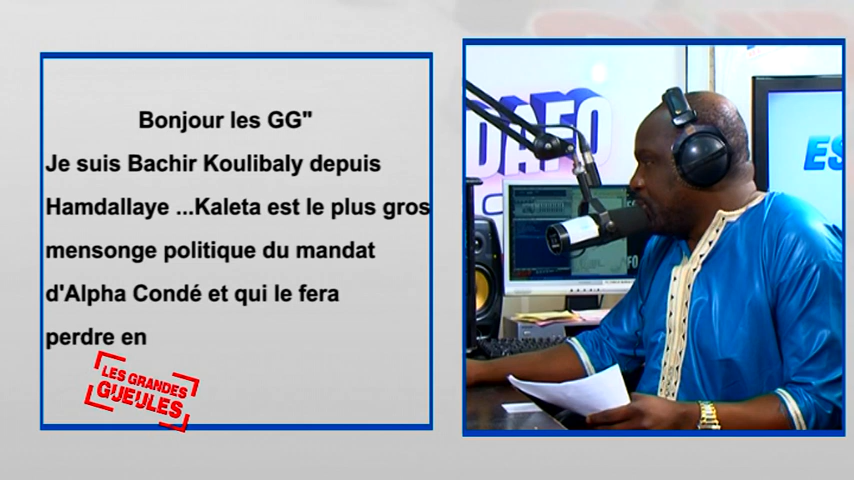 Bonjour les GG"
Je suis Bachir Koulibaly depuis
Hamdallaye ...Kaleta est le plus gros
mensonge politique du mandat
d'Alpha Condé et qui le fera
perdre en
LES GRANDES
GUEULES
ES